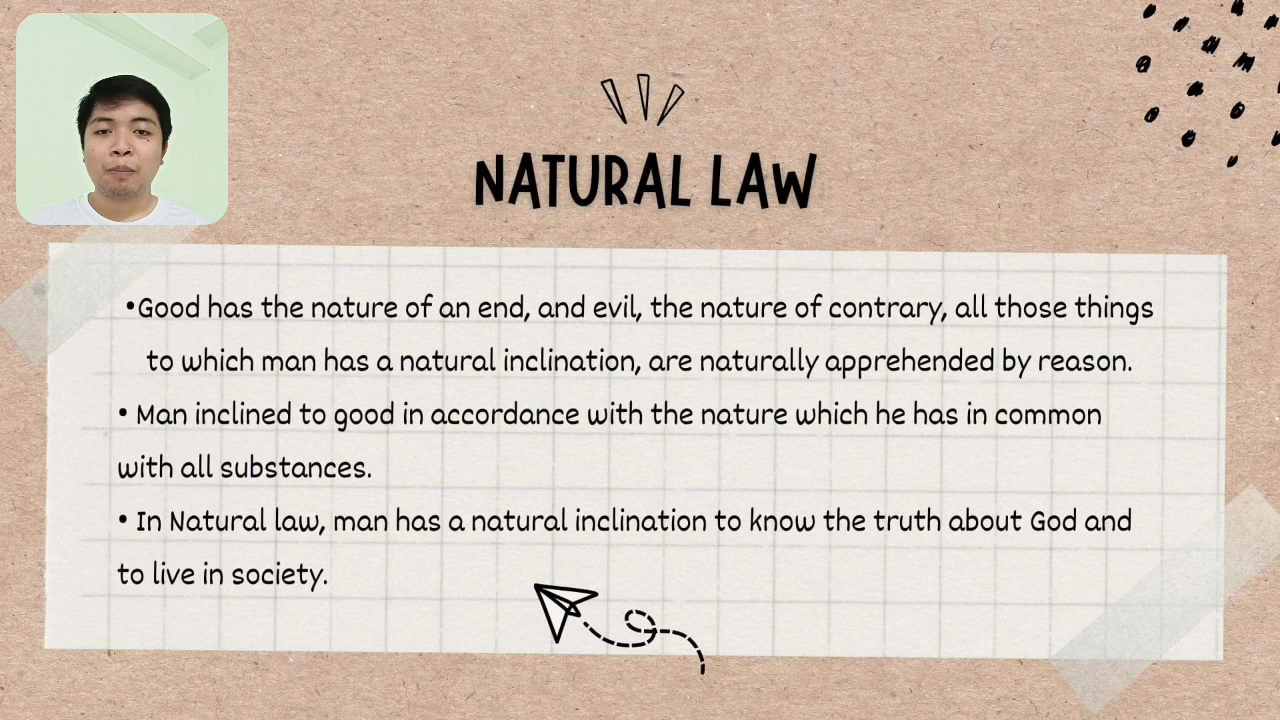 NATURAL LAW
•Good has the nature of an end, and evil, the nature of contrary, all those things
to which man has a natural inclination, are naturally apprehended by reason.
• Man inclined to good in accordance with the nature which he has in common
with all substances.
• In Natural law, man has a natural inclination to know the truth about God and
to live in society.